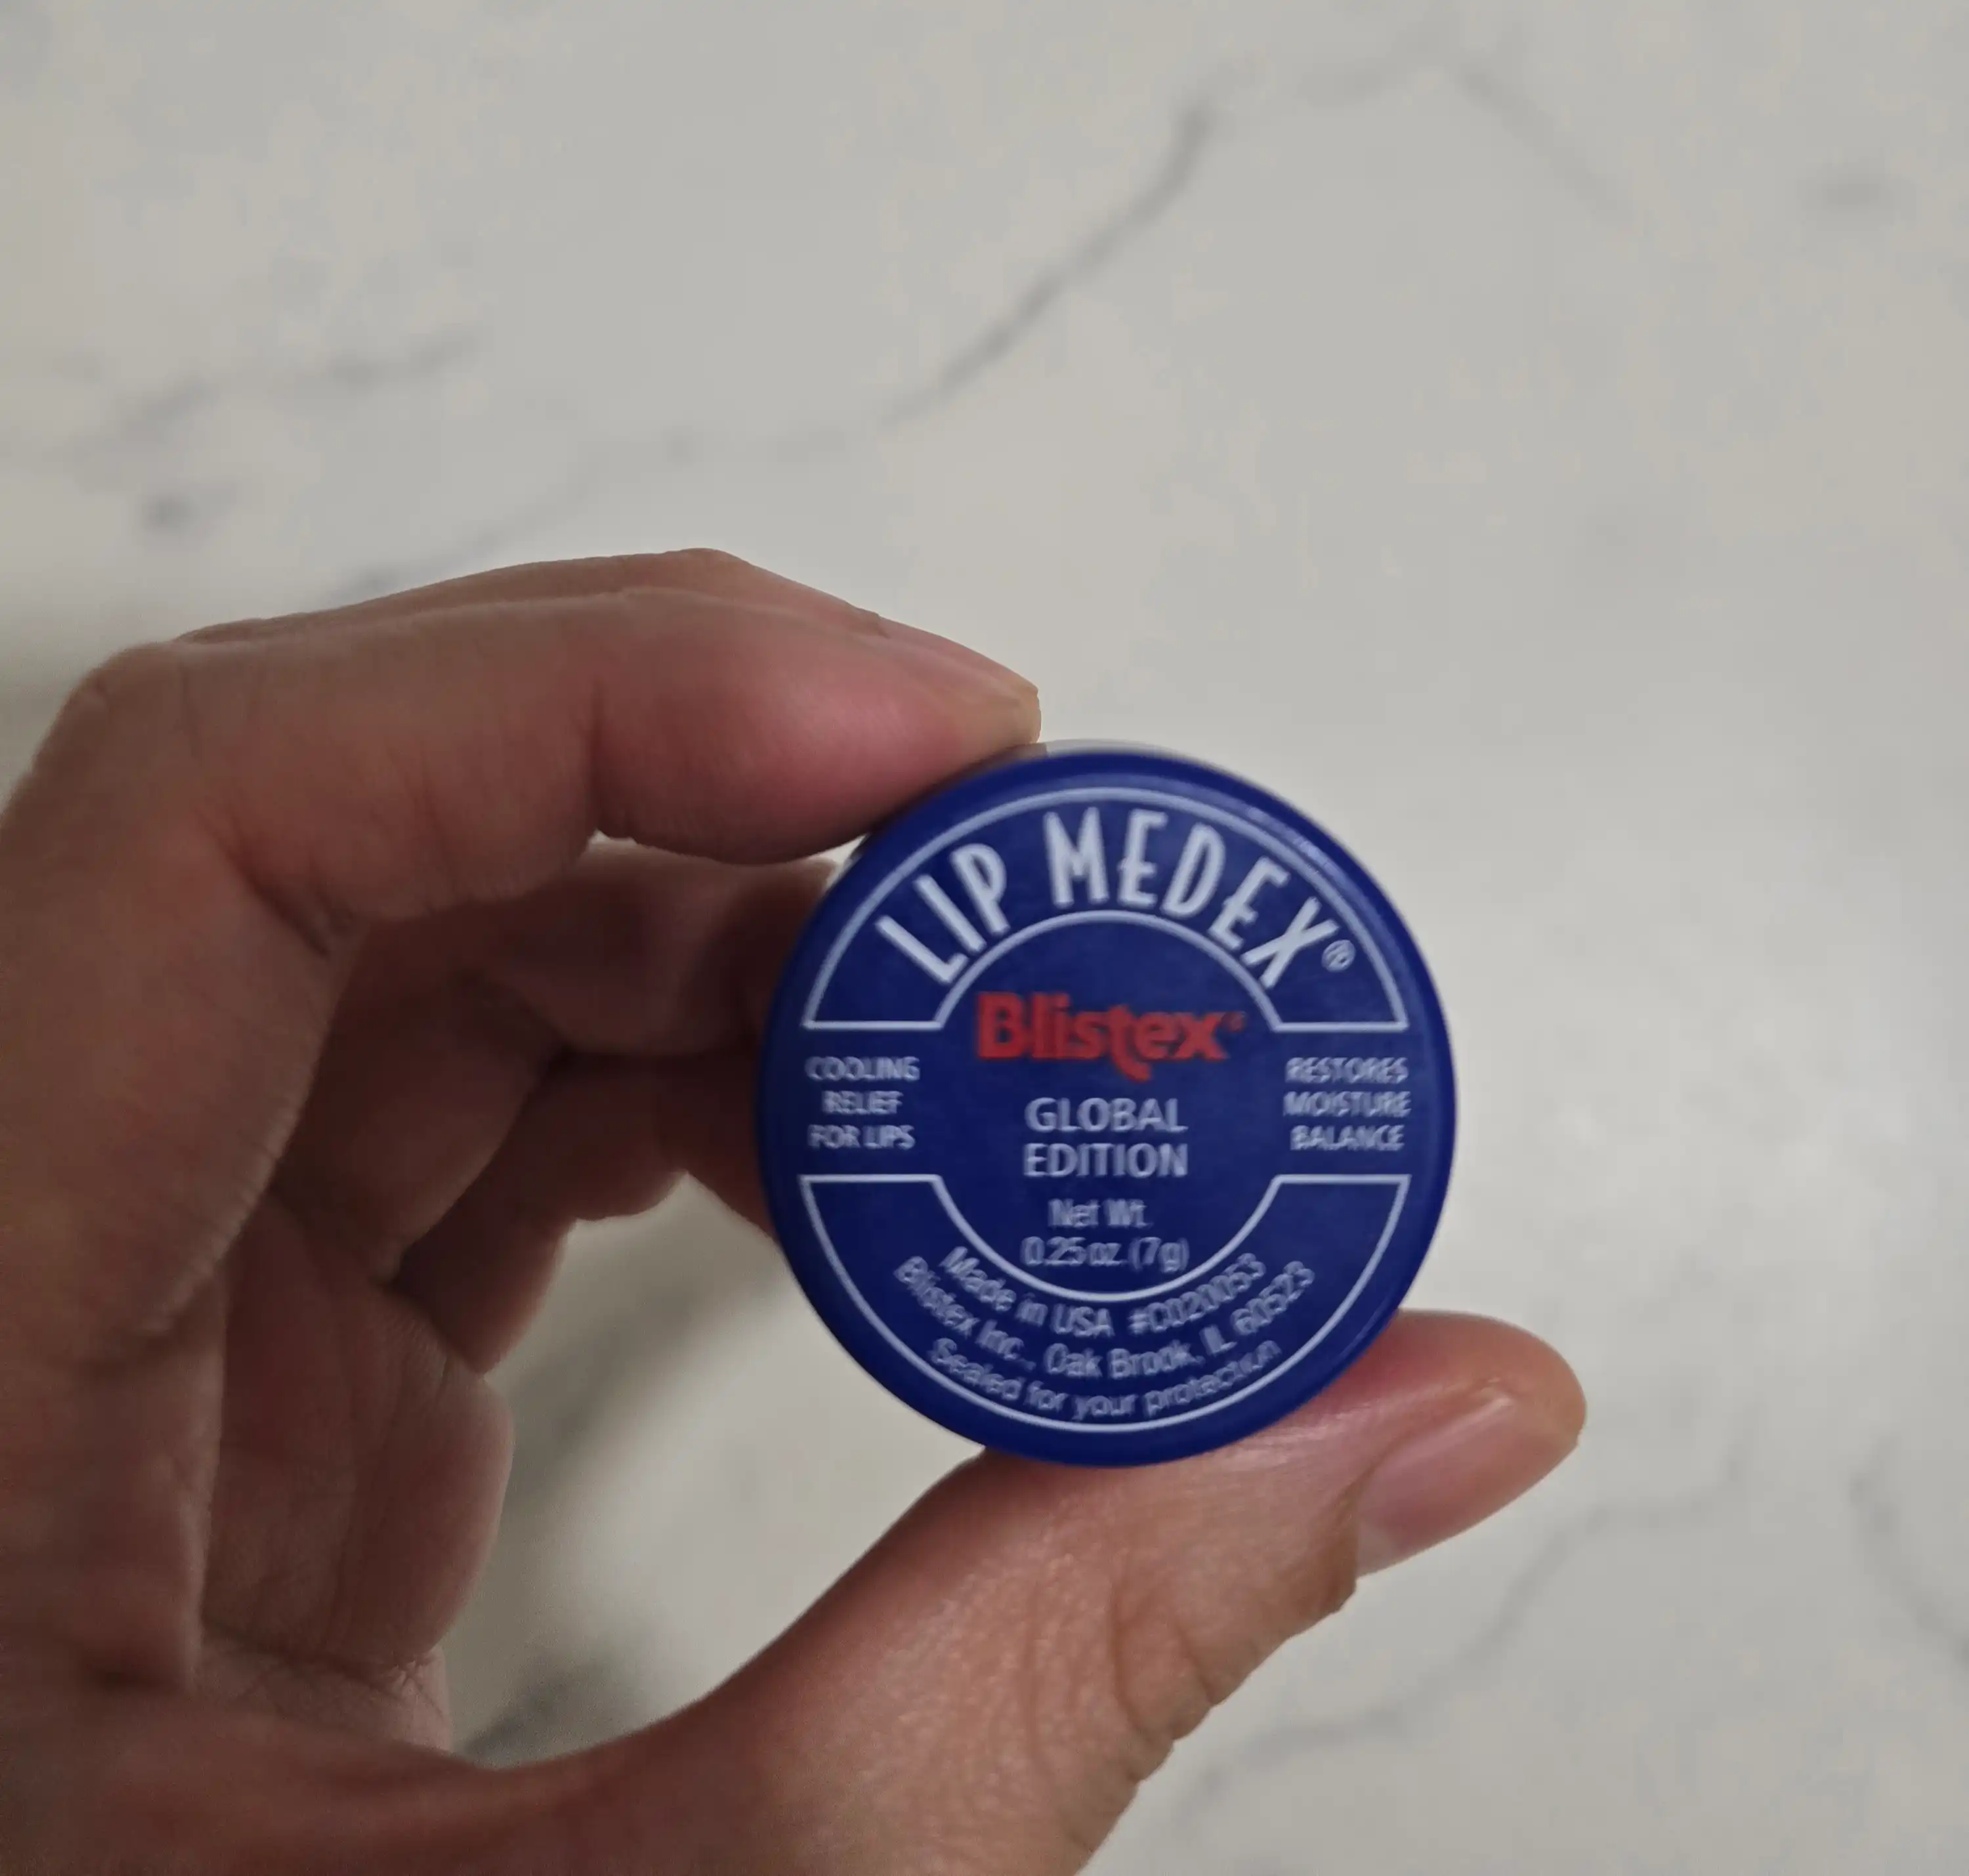 LIP MEDEX®
Blistex®
COOLING
RELIEF
FOR LIPS
GLOBAL
EDITION
RESTORES
MOISTURE
BALANCE
Net Wt.
0.25 oz. (7g)
Made in USA #C020053
Blistex Inc., Oak Brook, IL 60523
Sealed for your protection